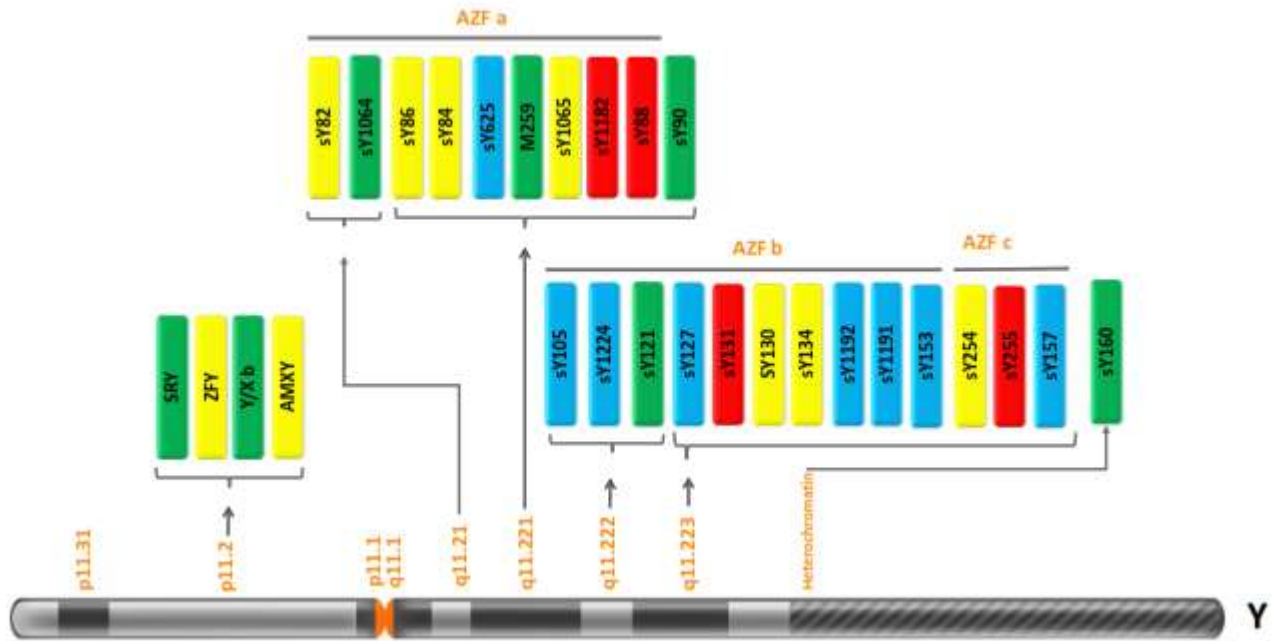 AZF a
sY82
sY1064
sY86
sY84
sY625
M259
sY1065
sY1182
sY88
sY90
AZF b
AZF c
sY105
sY1224
sY121
sY127
sY131
SY130
sY134
sY1192
sY1191
sY153
sY254
sY255
sY157
sY160
SRY
ZFY
Y/X b
AMXY
p11.31
p11.2
p11.1
q11.1
q11.21
q11.221
q11.222
q11.223
Heterochromatin
Y